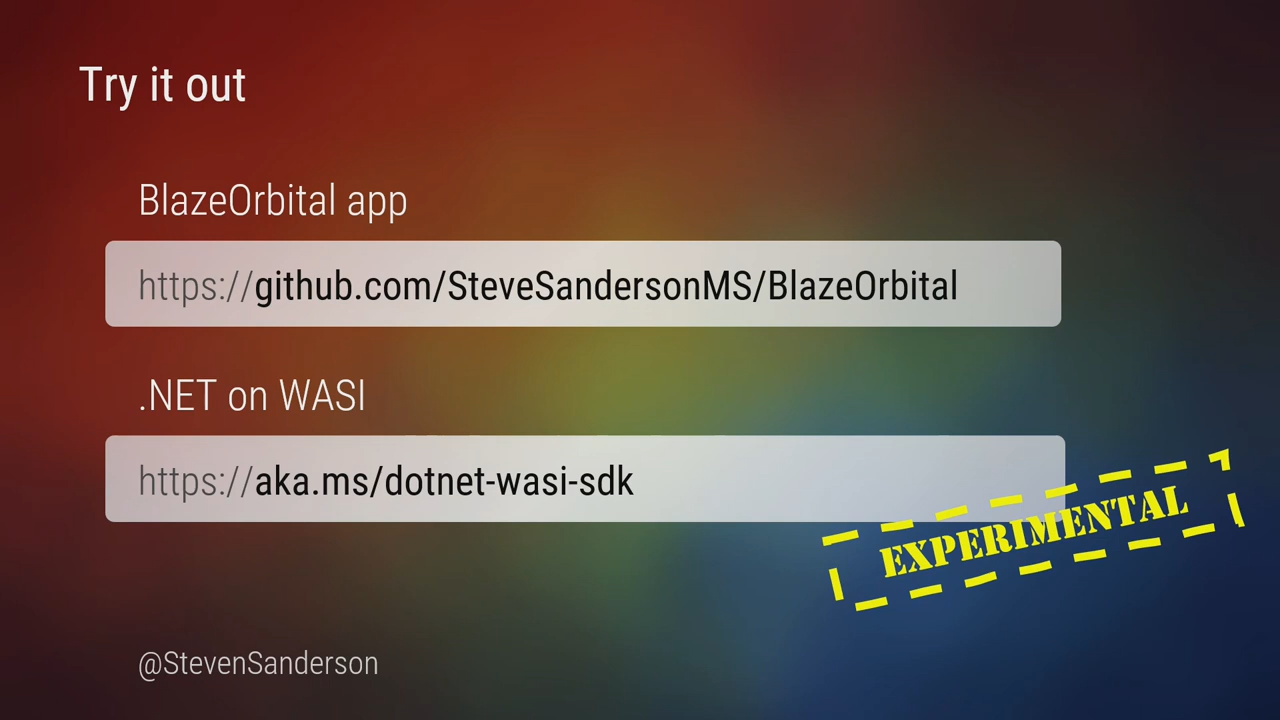 Try it out
BlazeOrbital app
https://github.com/SteveSandersonMS/BlazeOrbital
.NET on WASI
https://aka.ms/dotnet-wasi-sdk
EXPERIMENTAL
@StevenSanderson